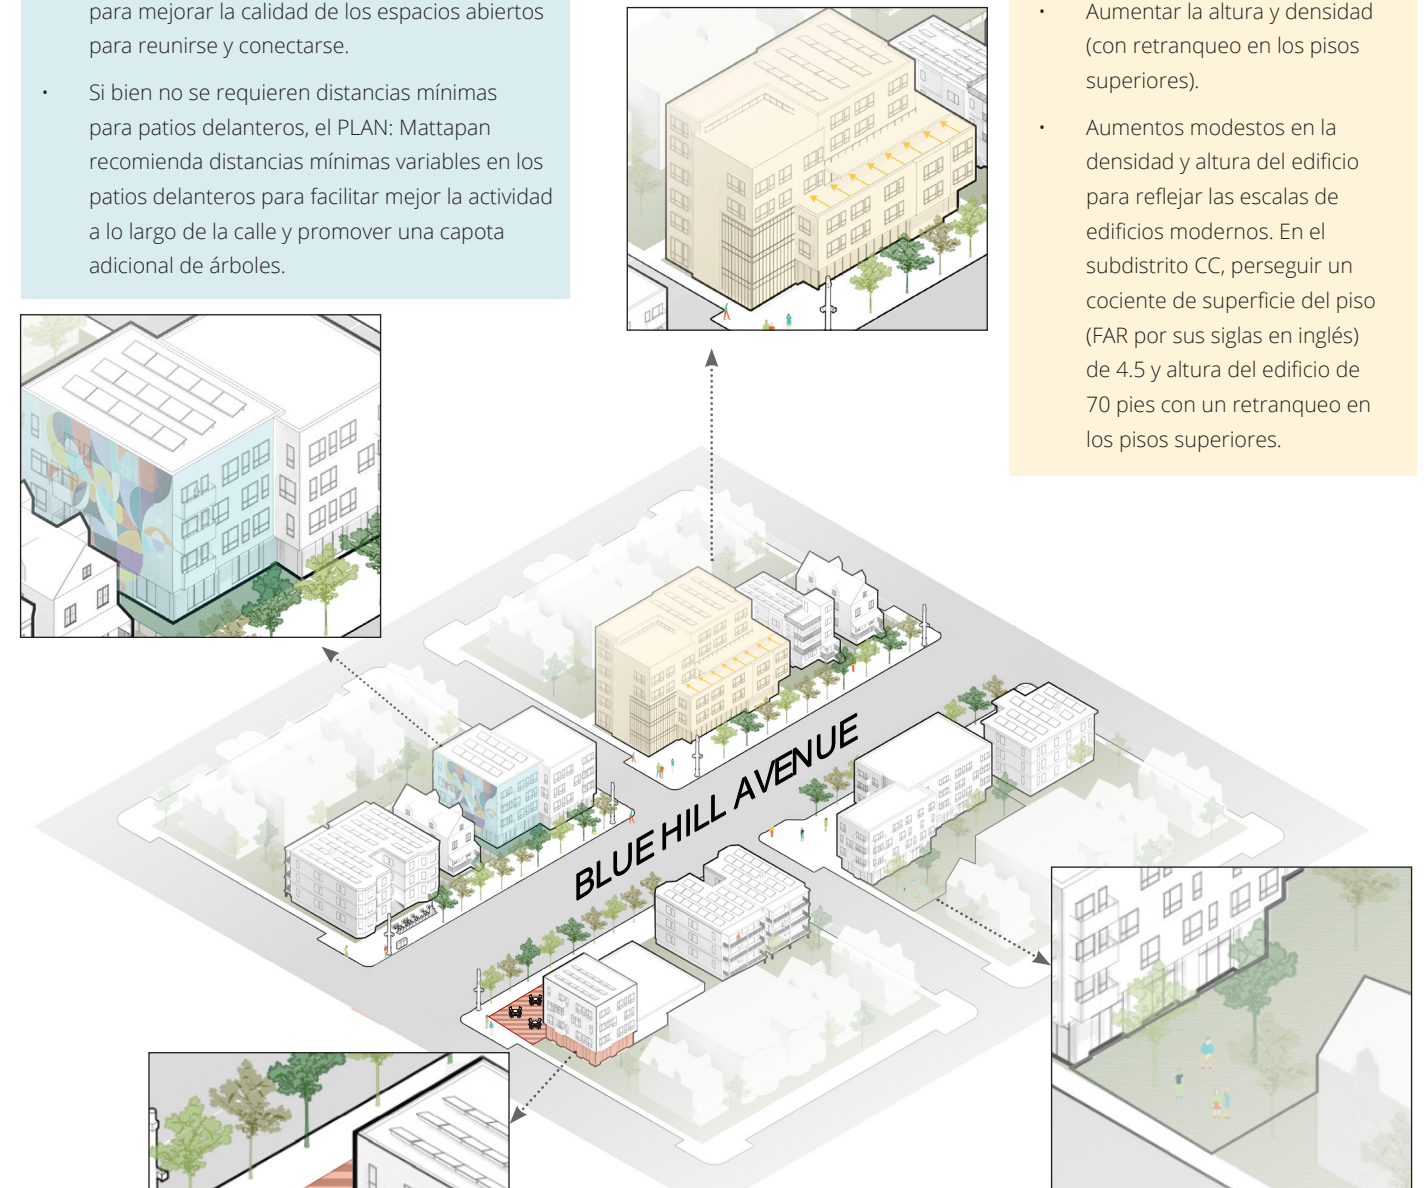 para mejorar la calidad de los espacios abiertos
para reunirse y conectarse.
• Si bien no se requieren distancias mínimas
para patios delanteros, el PLAN: Mattapan
recomienda distancias mínimas variables en los
patios delanteros para facilitar mejor la actividad
a lo largo de la calle y promover una capota
adicional de árboles.
• Aumentar la altura y densidad
(con retranqueo en los pisos
superiores).
• Aumentos modestos en la
densidad y altura del edificio
para reflejar las escalas de
edificios modernos. En el
subdistrito CC, perseguir un
cociente de superficie del piso
(FAR por sus siglas en inglés)
de 4.5 y altura del edificio de
70 pies con un retranqueo en
los pisos superiores.
BLUE HILL AVENUE